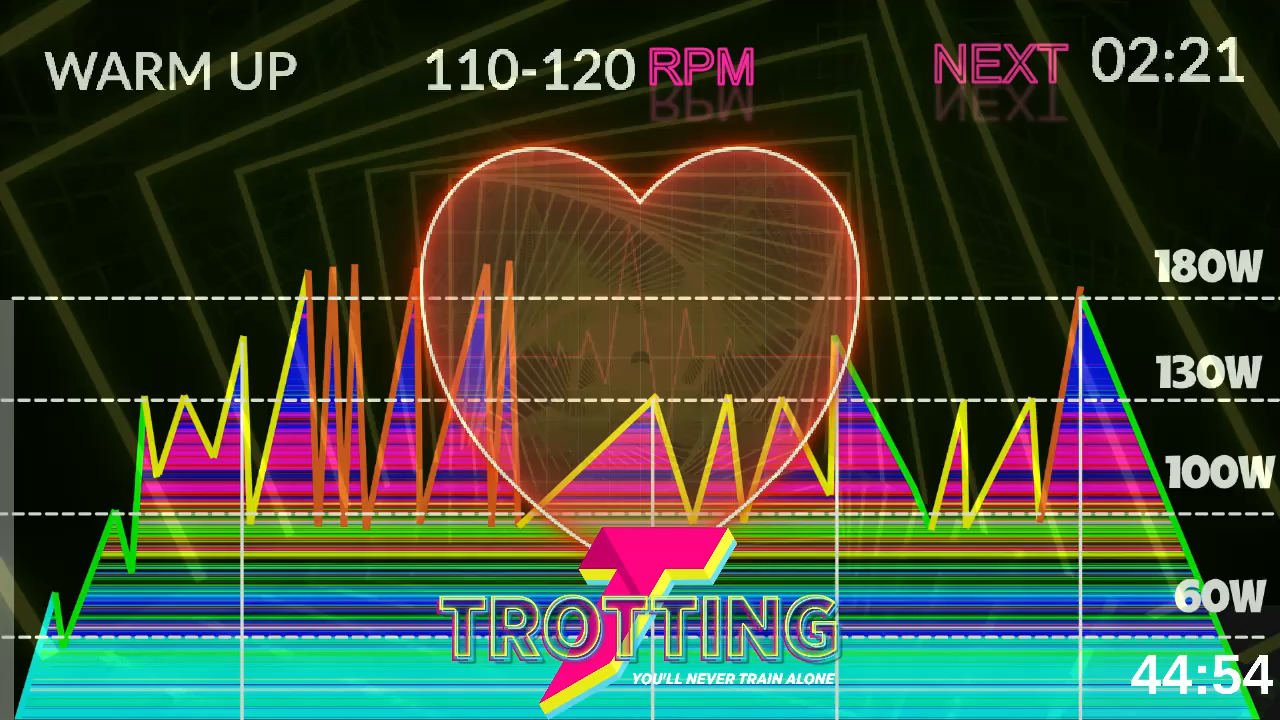 WARM UP 110-120 RPM NEXT 02:21
180W
130W
100W
60W
TROTTING
YOU'LL NEVER TRAIN ALONE
44:54